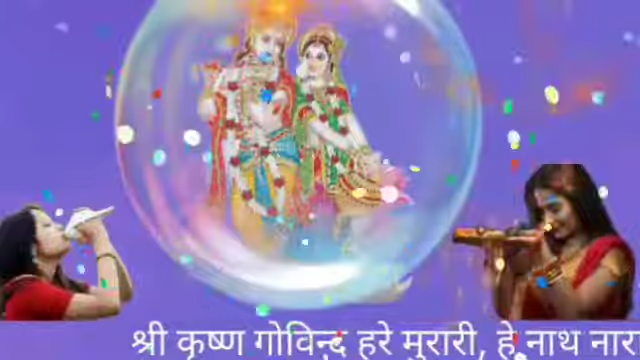 श्री कृष्ण गोविन्द हरे मुरारी, हे नाथ नारा